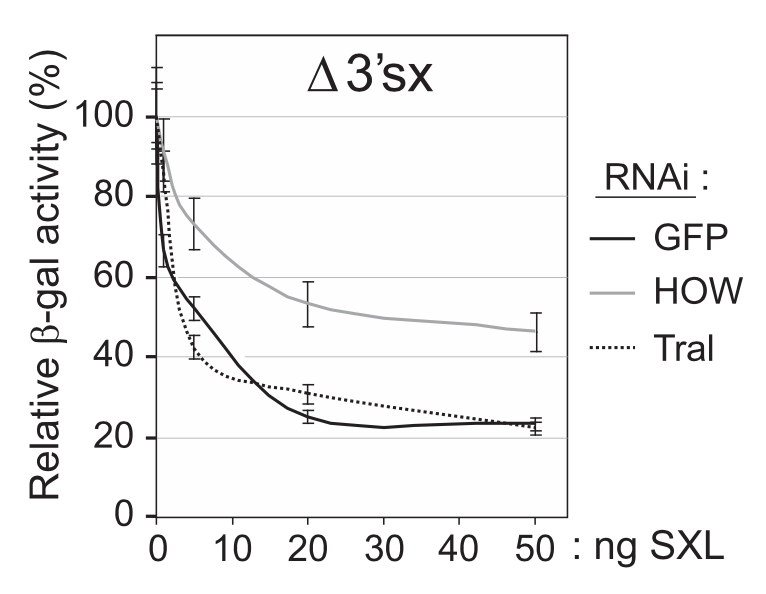 Δ 3'sx
Relative β-gal activity (%)
100
80
60
40
20
0
0 10 20 30 40 50 : ng SXL
RNAi :
GFP
HOW
Tral